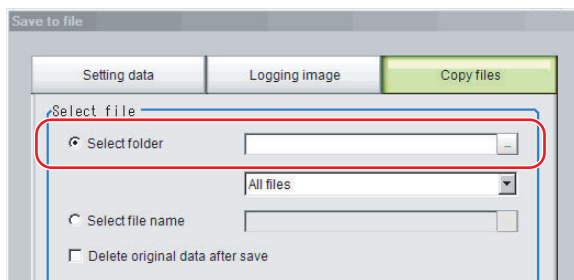 Save to file
Setting data Logging image Copy files
Select file
Select folder ...
All files
Select file name
Delete original data after save